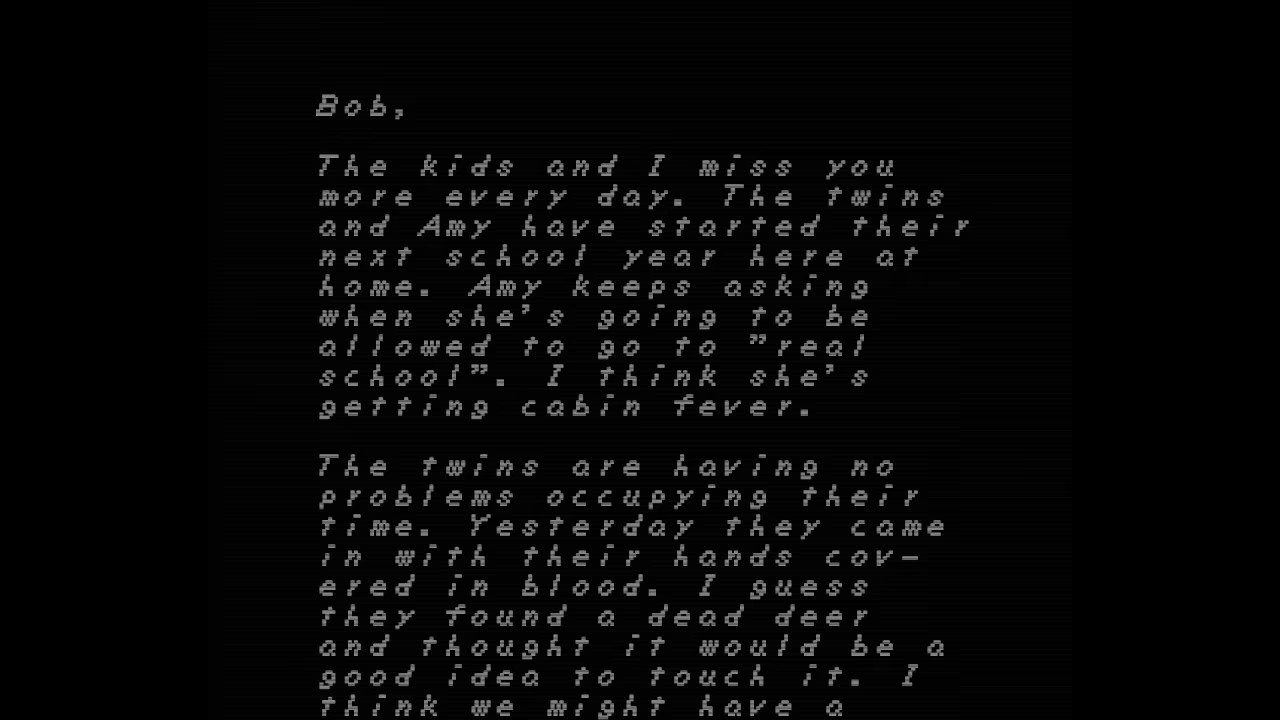 Bob,
The kids and I miss you
more every day. The twins
and Amy have started their
next school year here at
home. Amy keeps asking
when she's going to be
allowed to go to "real
school". I think she's
getting cabin fever.
The twins are having no
problems occupying their
time. Yesterday they came
in with their hands cov-
ered in blood. I guess
they found a dead deer
and thought it would be a
good idea to touch it. I
think we might have a